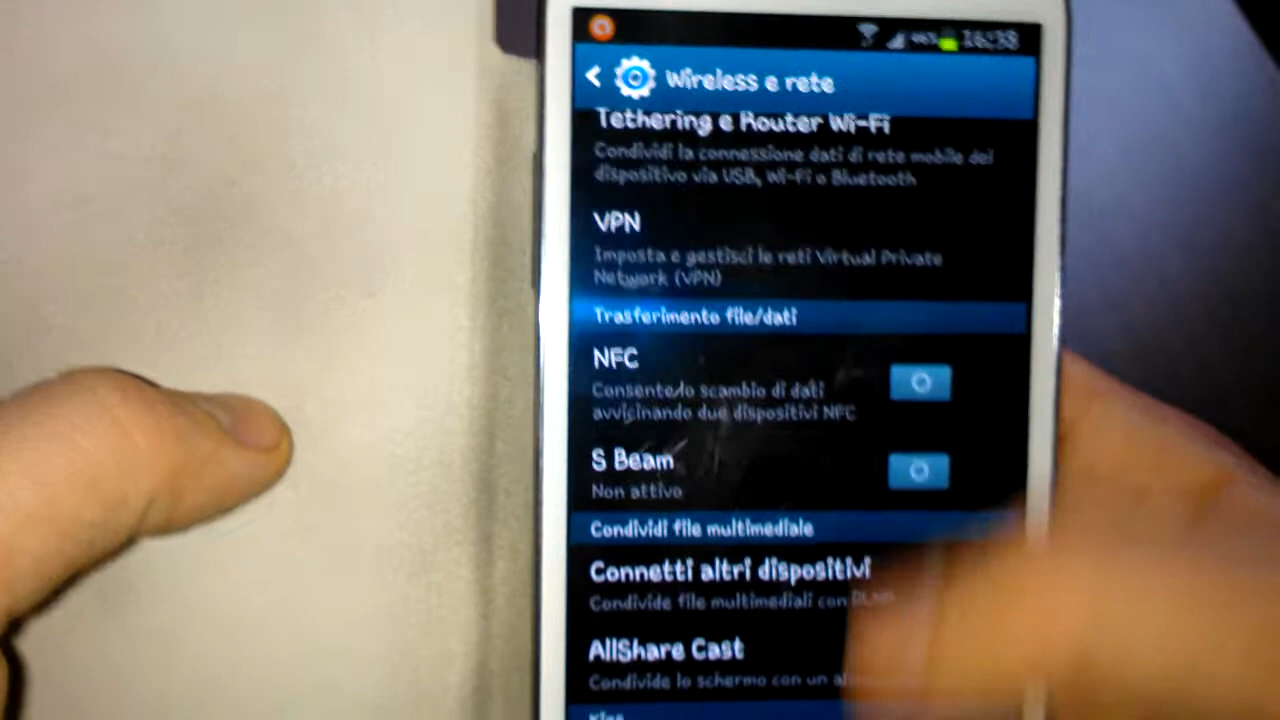 16:38
Wireless e rete
Tethering e Router Wi-Fi
Condividi la connessione dati di rete mobile del
dispositivo via USB, Wi-Fi o Bluetooth
VPN
Imposta e gestisci le reti Virtual Private
Network (VPN)
Trasferimento file/dati
NFC
Consente lo scambio di dati
avvicinando due dispositivi NFC
S Beam
Non attivo
Condividi file multimediale
Connetti altri dispositivi
Condivide file multimediali con DLNA
AllShare Cast
Condivide lo schermo con un